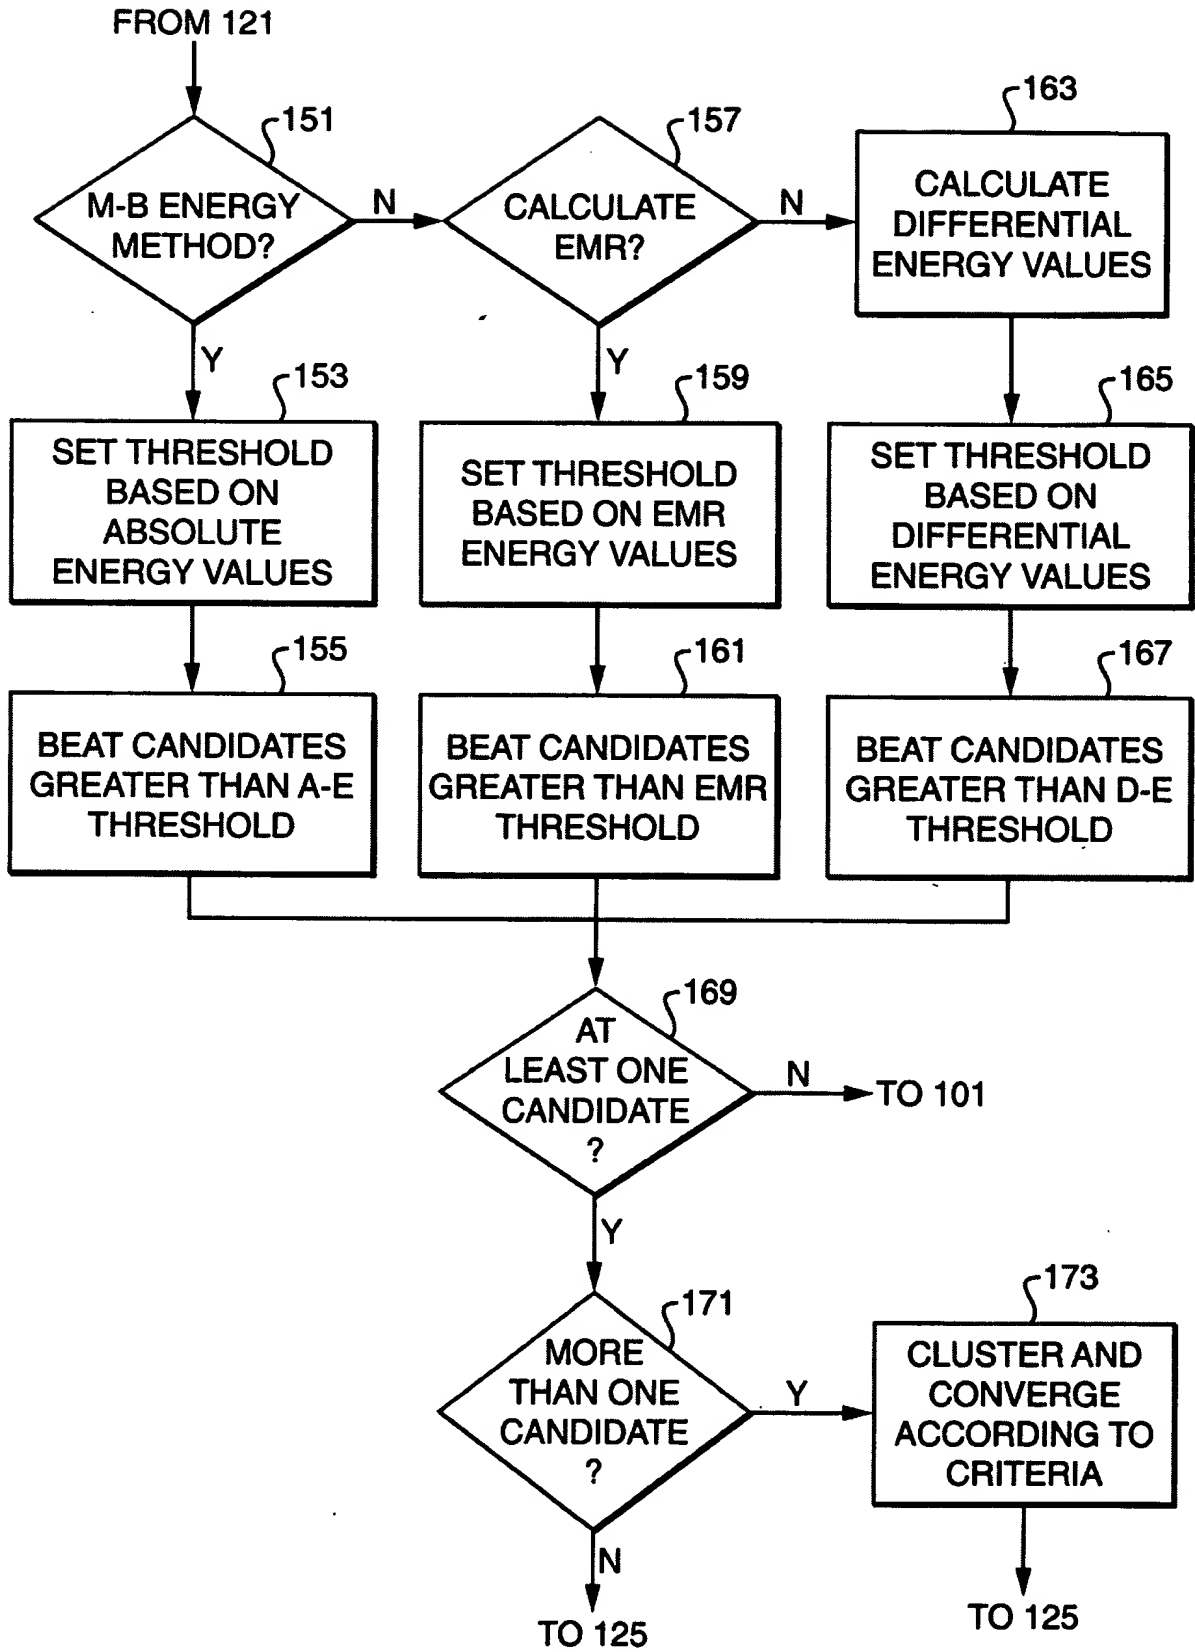 FROM 121
151
M-B ENERGY
METHOD?
N
Y
157
CALCULATE
EMR?
N
Y
163
CALCULATE
DIFFERENTIAL
ENERGY VALUES
153
SET THRESHOLD
BASED ON
ABSOLUTE
ENERGY VALUES
159
SET THRESHOLD
BASED ON EMR
ENERGY VALUES
165
SET THRESHOLD
BASED ON
DIFFERENTIAL
ENERGY VALUES
155
BEAT CANDIDATES
GREATER THAN A-E
THRESHOLD
161
BEAT CANDIDATES
GREATER THAN EMR
THRESHOLD
167
BEAT CANDIDATES
GREATER THAN D-E
THRESHOLD
169
AT
LEAST ONE
CANDIDATE
?
N
TO 101
Y
171
MORE
THAN ONE
CANDIDATE
?
Y
173
CLUSTER AND
CONVERGE
ACCORDING TO
CRITERIA
N
TO 125
TO 125